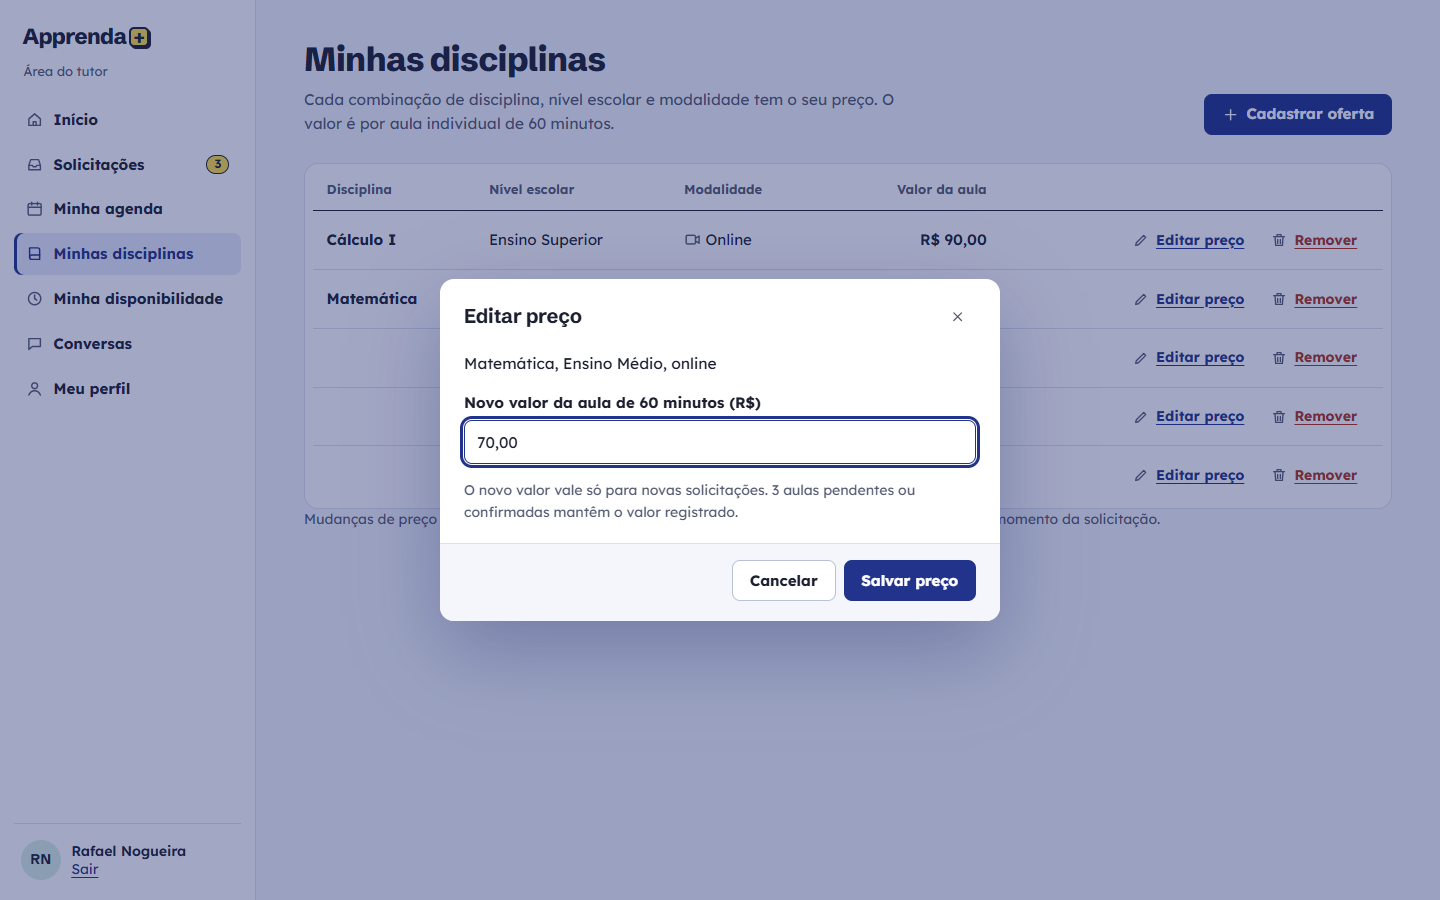 Apprenda+
Área do tutor
Início
Solicitações 3
Minha agenda
Minhas disciplinas
Minha disponibilidade
Conversas
Meu perfil
RN
Rafael Nogueira
Sair
Minhas disciplinas
Cada combinação de disciplina, nível escolar e modalidade tem o seu preço. O
valor é por aula individual de 60 minutos.
Cadastrar oferta
Disciplina Nível escolar Modalidade Valor da aula
Cálculo I Ensino Superior Online R$ 90,00 Editar preço Remover
Matemática Editar preço Remover
Editar preço Remover
Editar preço Remover
Editar preço Remover
Mudanças de preço momento da solicitação.
Editar preço
Matemática, Ensino Médio, online
Novo valor da aula de 60 minutos (R$)
70,00
O novo valor vale só para novas solicitações. 3 aulas pendentes ou
confirmadas mantêm o valor registrado.
Cancelar
Salvar preço